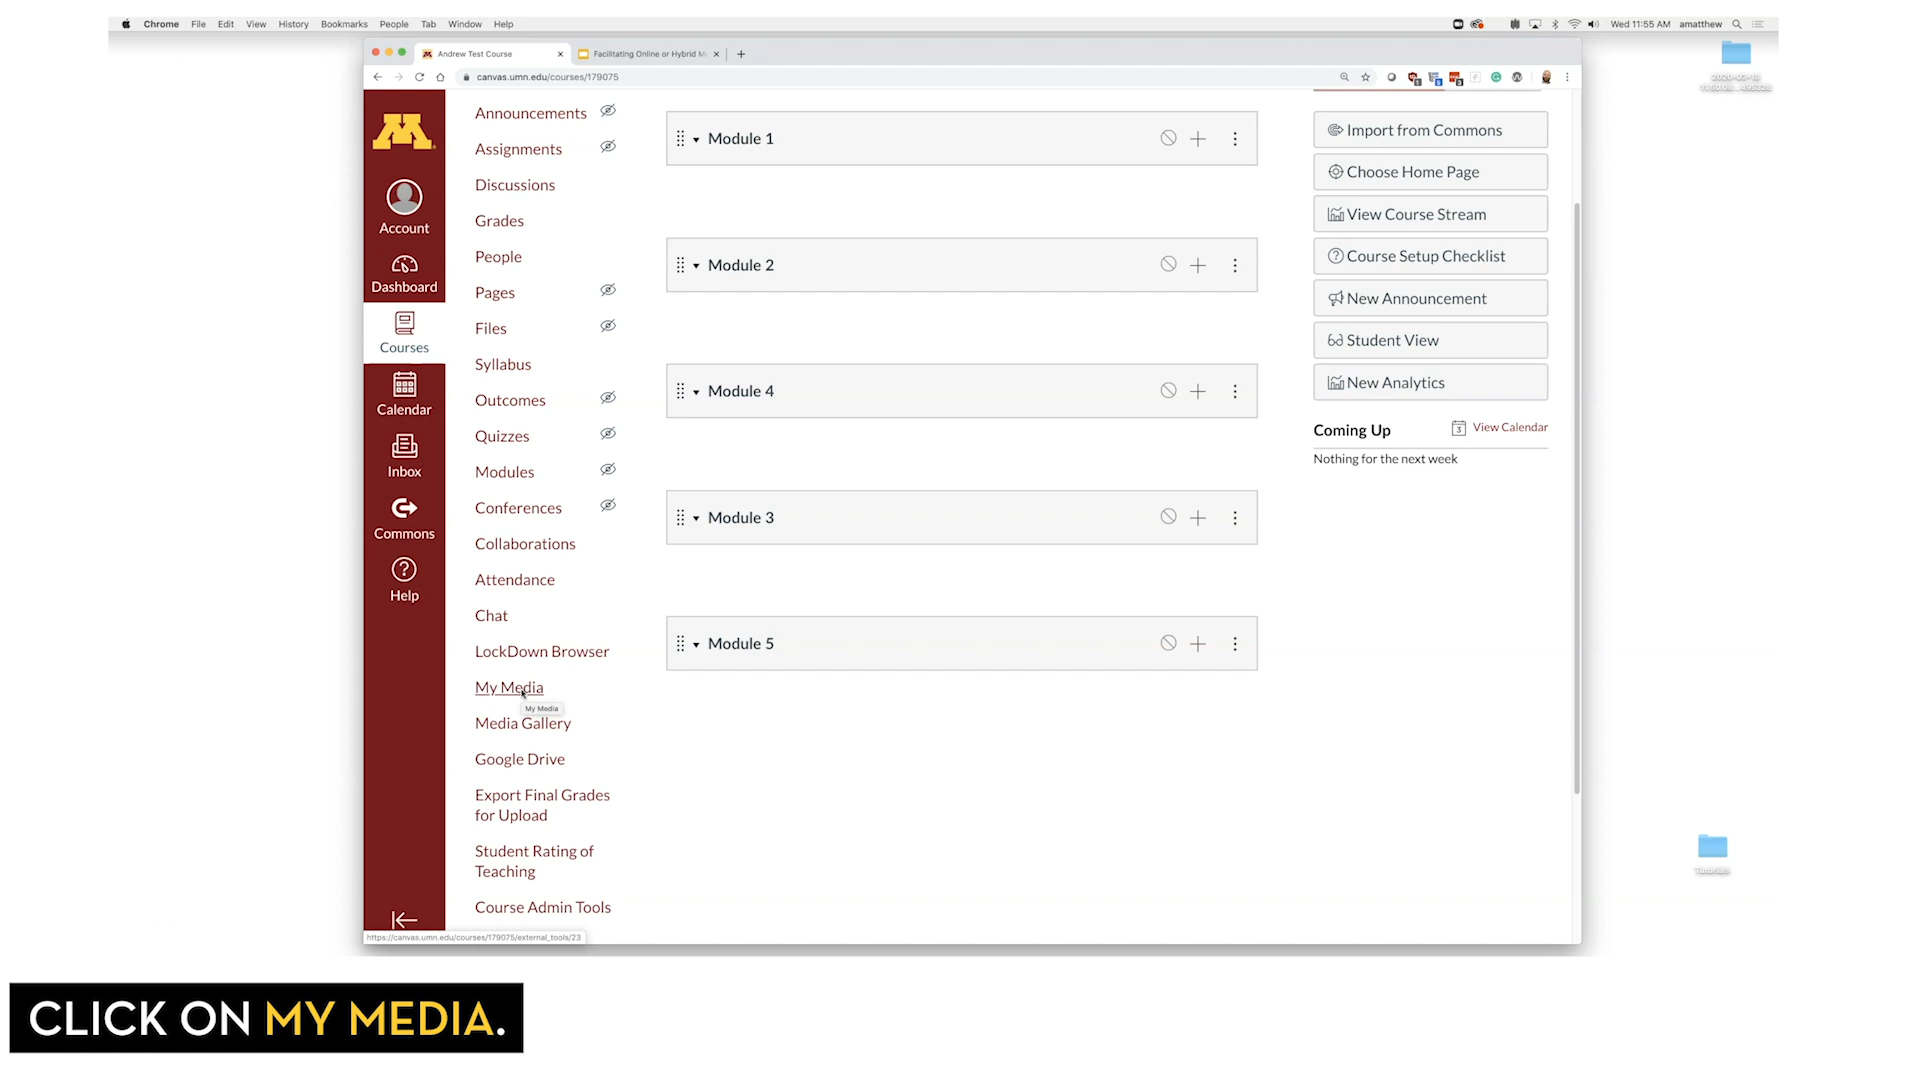 Chrome File Edit View History Bookmarks People Tab Window Help
Wed 11:55 AM amatthew
Andrew Test Course
Facilitating Online or Hybrid M
canvas.umn.edu/courses/179075
Account
Dashboard
Courses
Calendar
Inbox
Commons
Help
Announcements
Assignments
Discussions
Grades
People
Pages
Files
Syllabus
Outcomes
Quizzes
Modules
Conferences
Collaborations
Attendance
Chat
LockDown Browser
My Media
My Media
Media Gallery
Google Drive
Export Final Grades
for Upload
Student Rating of
Teaching
Course Admin Tools
https://canvas.umn.edu/courses/179075/external_tools/23
Module 1
Module 2
Module 4
Module 3
Module 5
Import from Commons
Choose Home Page
View Course Stream
Course Setup Checklist
New Announcement
Student View
New Analytics
Coming Up
3 View Calendar
Nothing for the next week
Tutorials
CLICK ON MY MEDIA.